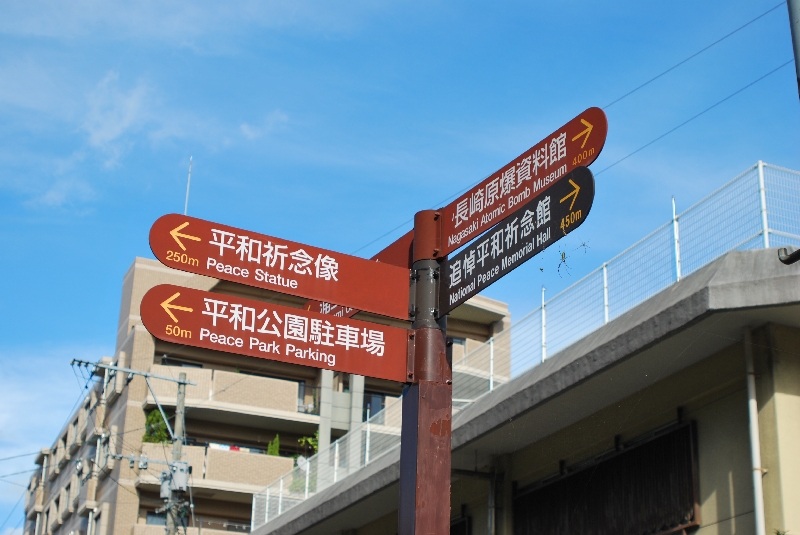 平和祈念像
250m
Peace Statue
平和公園駐車場
50m
Peace Park Parking
長崎原爆資料館
400m
Nagasaki Atomic Bomb Museum
追悼平和祈念館
450m
National Peace Memorial Hall